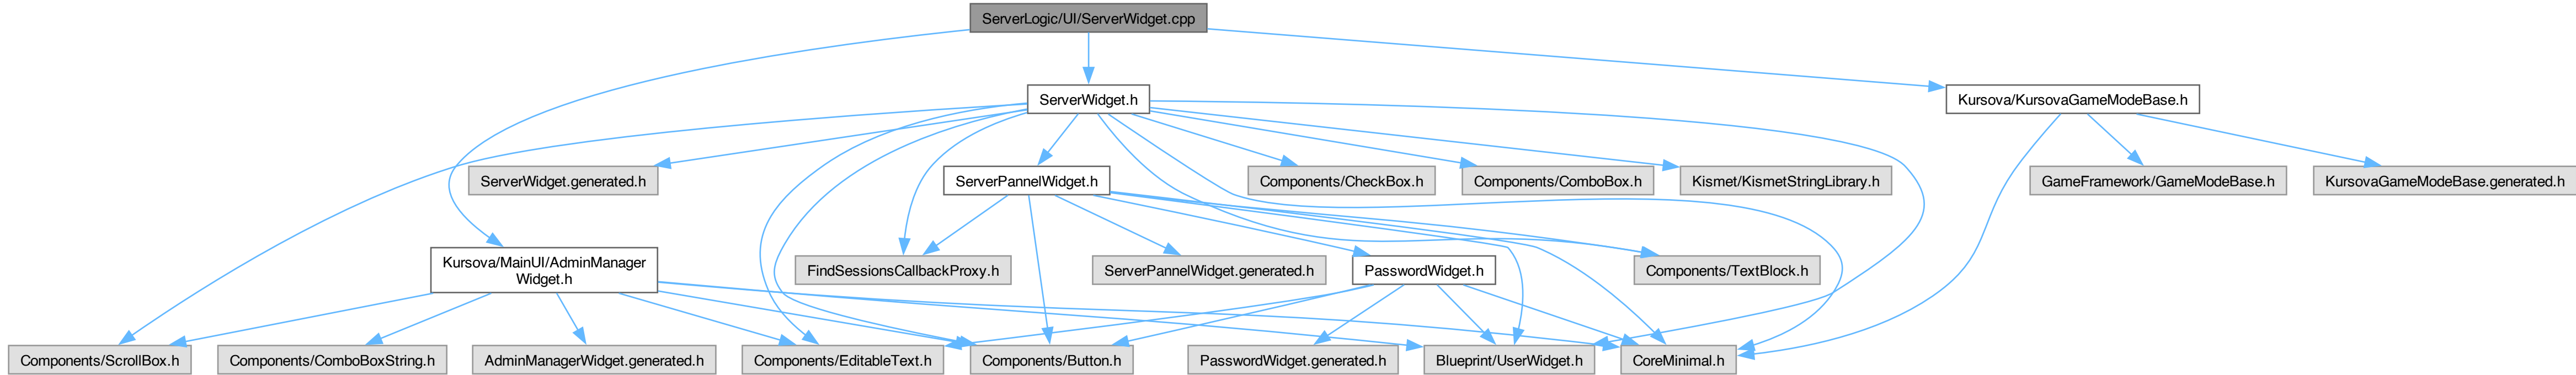 ServerLogic/UI/ServerWidget.cpp
ServerWidget.h
Kursova/KursovaGameModeBase.h
ServerWidget.generated.h
ServerPannelWidget.h
Components/CheckBox.h
Components/ComboBox.h
Kismet/KismetStringLibrary.h
GameFramework/GameModeBase.h
KursovaGameModeBase.generated.h
Kursova/MainUI/AdminManager
Widget.h
FindSessionsCallbackProxy.h
ServerPannelWidget.generated.h
PasswordWidget.h
Components/TextBlock.h
Components/ScrollBox.h
Components/ComboBoxString.h
AdminManagerWidget.generated.h
Components/EditableText.h
Components/Button.h
PasswordWidget.generated.h
Blueprint/UserWidget.h
CoreMinimal.h